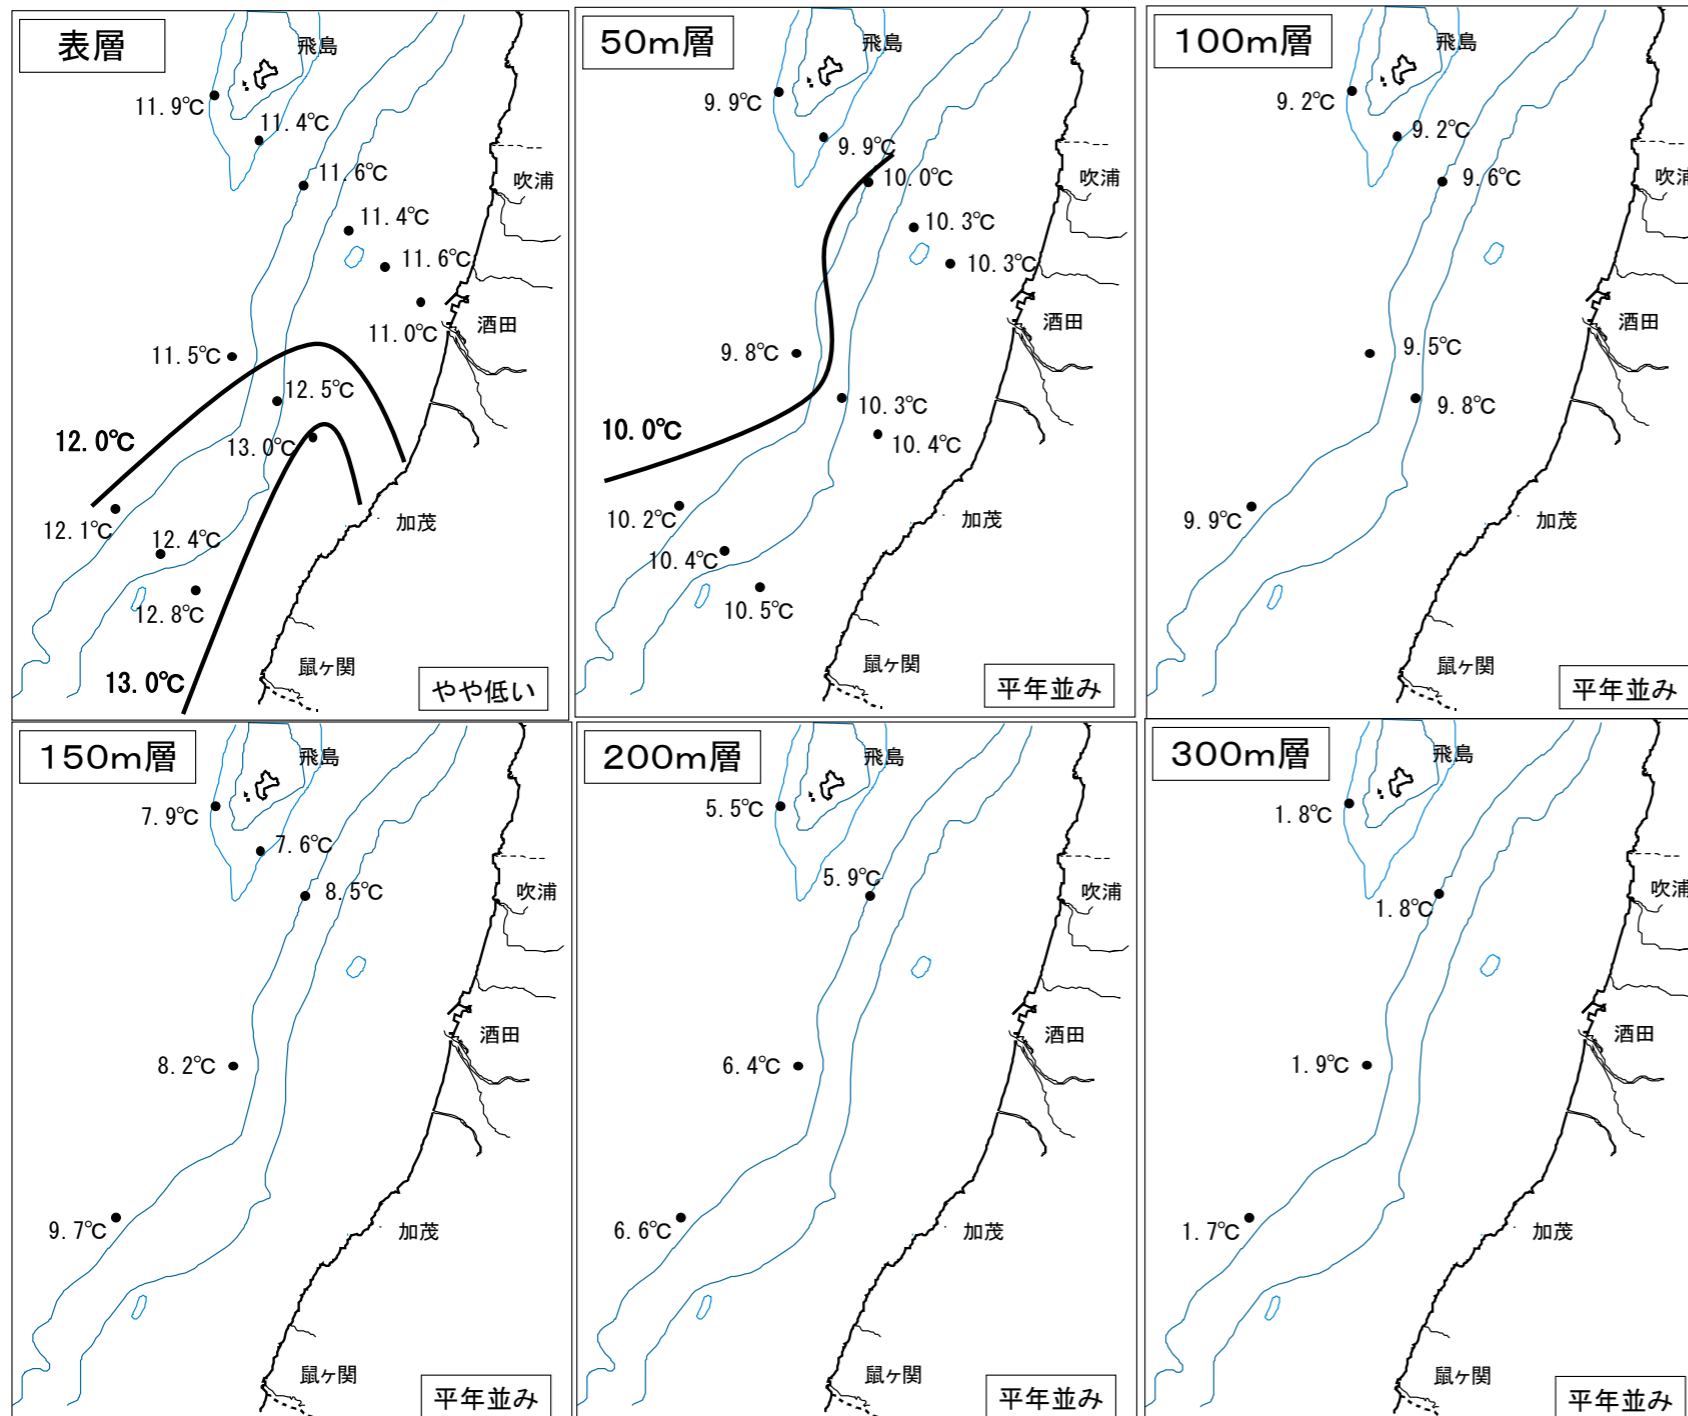 表層
飛島
11.9℃
11.4℃
11.6℃
吹浦
11.4℃
11.6℃
11.0℃
酒田
11.5℃
12.5℃
12.0℃
13.0℃
12.1℃
加茂
12.4℃
12.8℃
鼠ヶ関
13.0℃
やや低い
50m層
飛島
9.9℃
9.9℃
10.0℃
吹浦
10.3℃
10.3℃
酒田
9.8℃
10.3℃
10.0℃
10.4℃
10.2℃
加茂
10.4℃
10.5℃
鼠ヶ関
平年並み
100m層
飛島
9.2℃
9.2℃
9.6℃
吹浦
酒田
9.5℃
9.8℃
9.9℃
加茂
鼠ヶ関
平年並み
150m層
飛島
7.9℃
7.6℃
8.5℃
吹浦
酒田
8.2℃
9.7℃
加茂
鼠ヶ関
平年並み
200m層
飛島
5.5℃
5.9℃
吹浦
酒田
6.4℃
6.6℃
加茂
鼠ヶ関
平年並み
300m層
飛島
1.8℃
1.8℃
吹浦
酒田
1.9℃
1.7℃
加茂
鼠ヶ関
平年並み